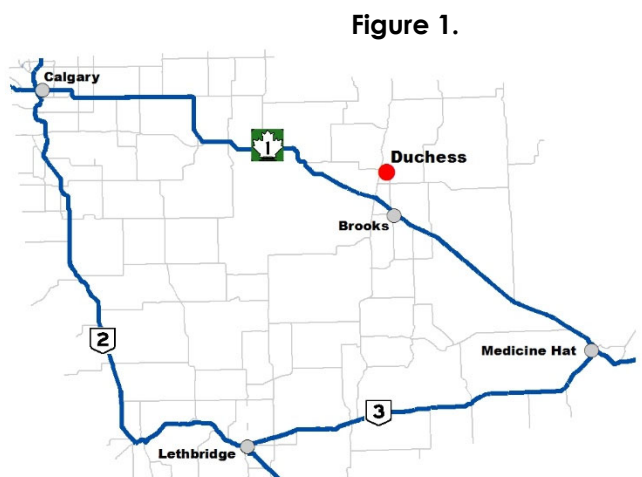 Figure 1.
Calgary
1
Duchess
Brooks
2
Medicine Hat
3
Lethbridge